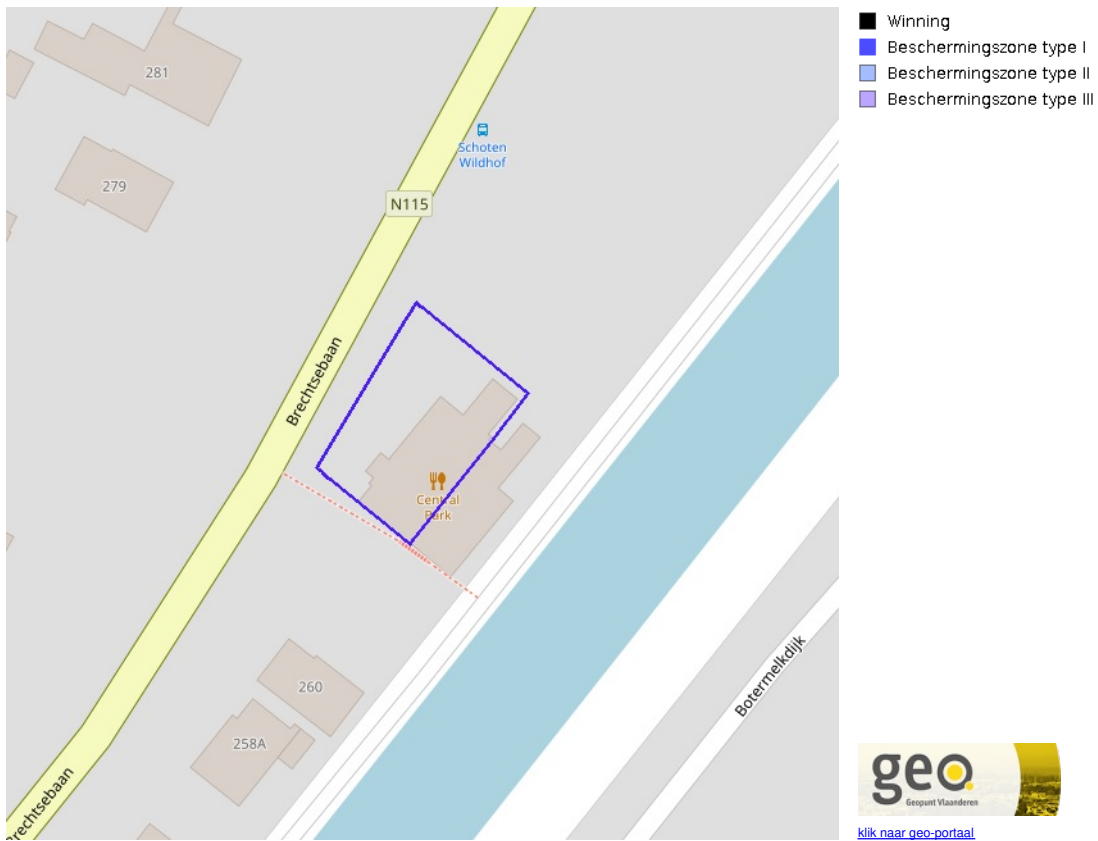 281
279
Schoten
Wildhof
N115
Brechtsebaan
Central
Park
260
258A
Botermelkdijk
Brechtsebaan
Winning
Beschermingszone type I
Beschermingszone type II
Beschermingszone type III
geo.
Geopunt Vlaanderen
klik naar geo-portaal